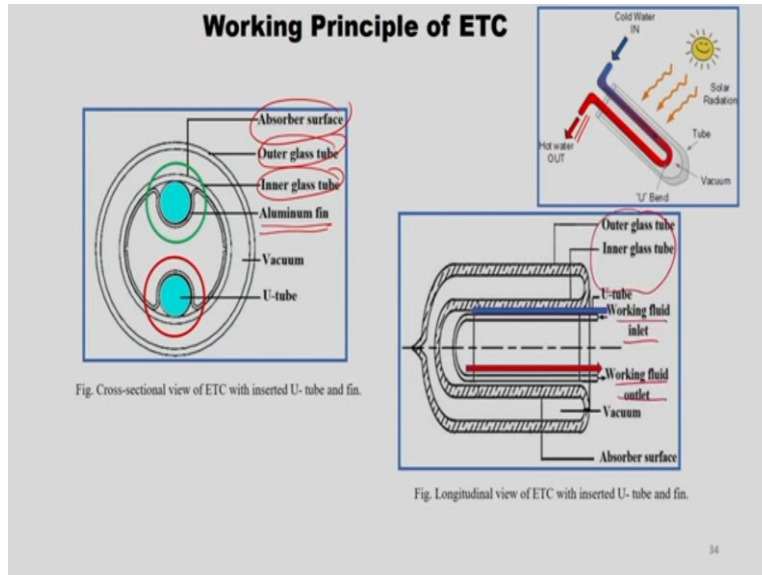 Working Principle of ETC
Cold Water
IN
Solar
Radiation
Tube
Hot water
OUT
Vacuum
"U" Bend
Absorber surface
Outer glass tube
Inner glass tube
Aluminum fin
Vacuum
U-tube
Fig. Cross-sectional view of ETC with inserted U- tube and fin.
Outer glass tube
Inner glass tube
U-tube
Working fluid
inlet
Working fluid
outlet
Vacuum
Absorber surface
Fig. Longitudinal view of ETC with inserted U- tube and fin.
34